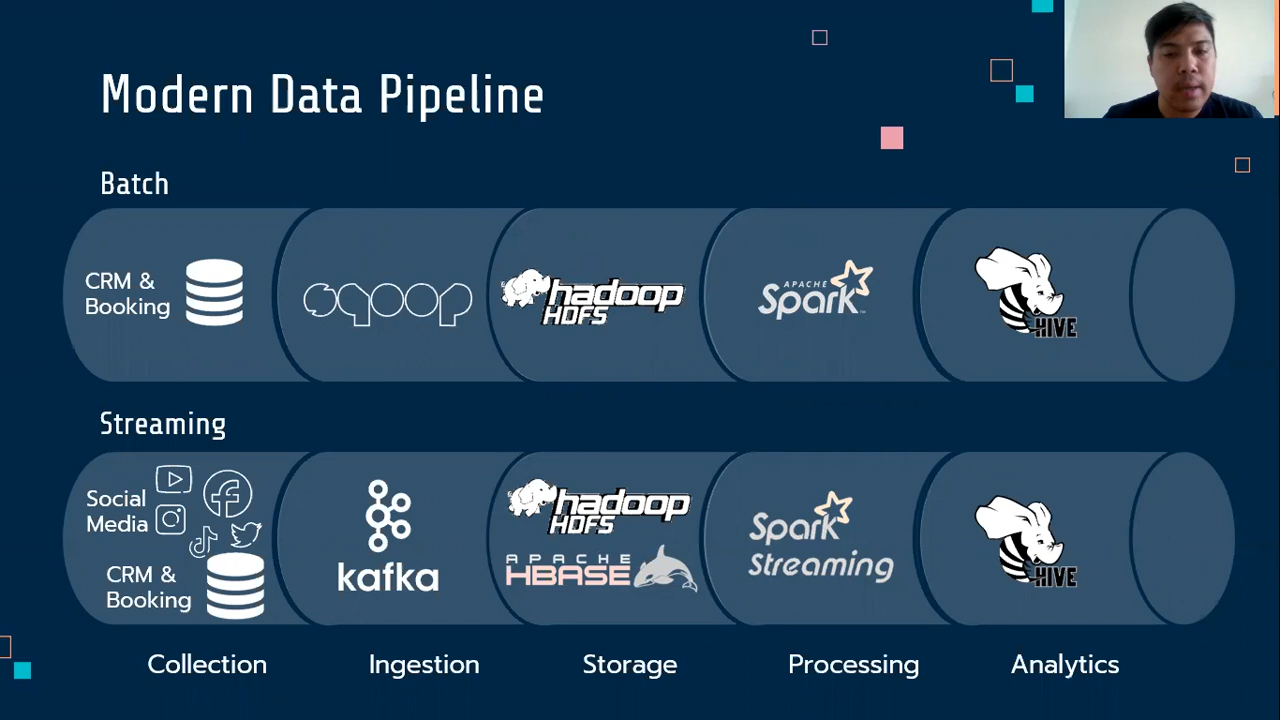 Modern Data Pipeline
Batch
CRM &
Booking
sqoop
hadoop
HDFS
APACHE
Spark
HIVE
Streaming
Social
Media
CRM &
Booking
kafka
hadoop
HDFS
APACHE
HBASE
Spark
Streaming
HIVE
Collection
Ingestion
Storage
Processing
Analytics